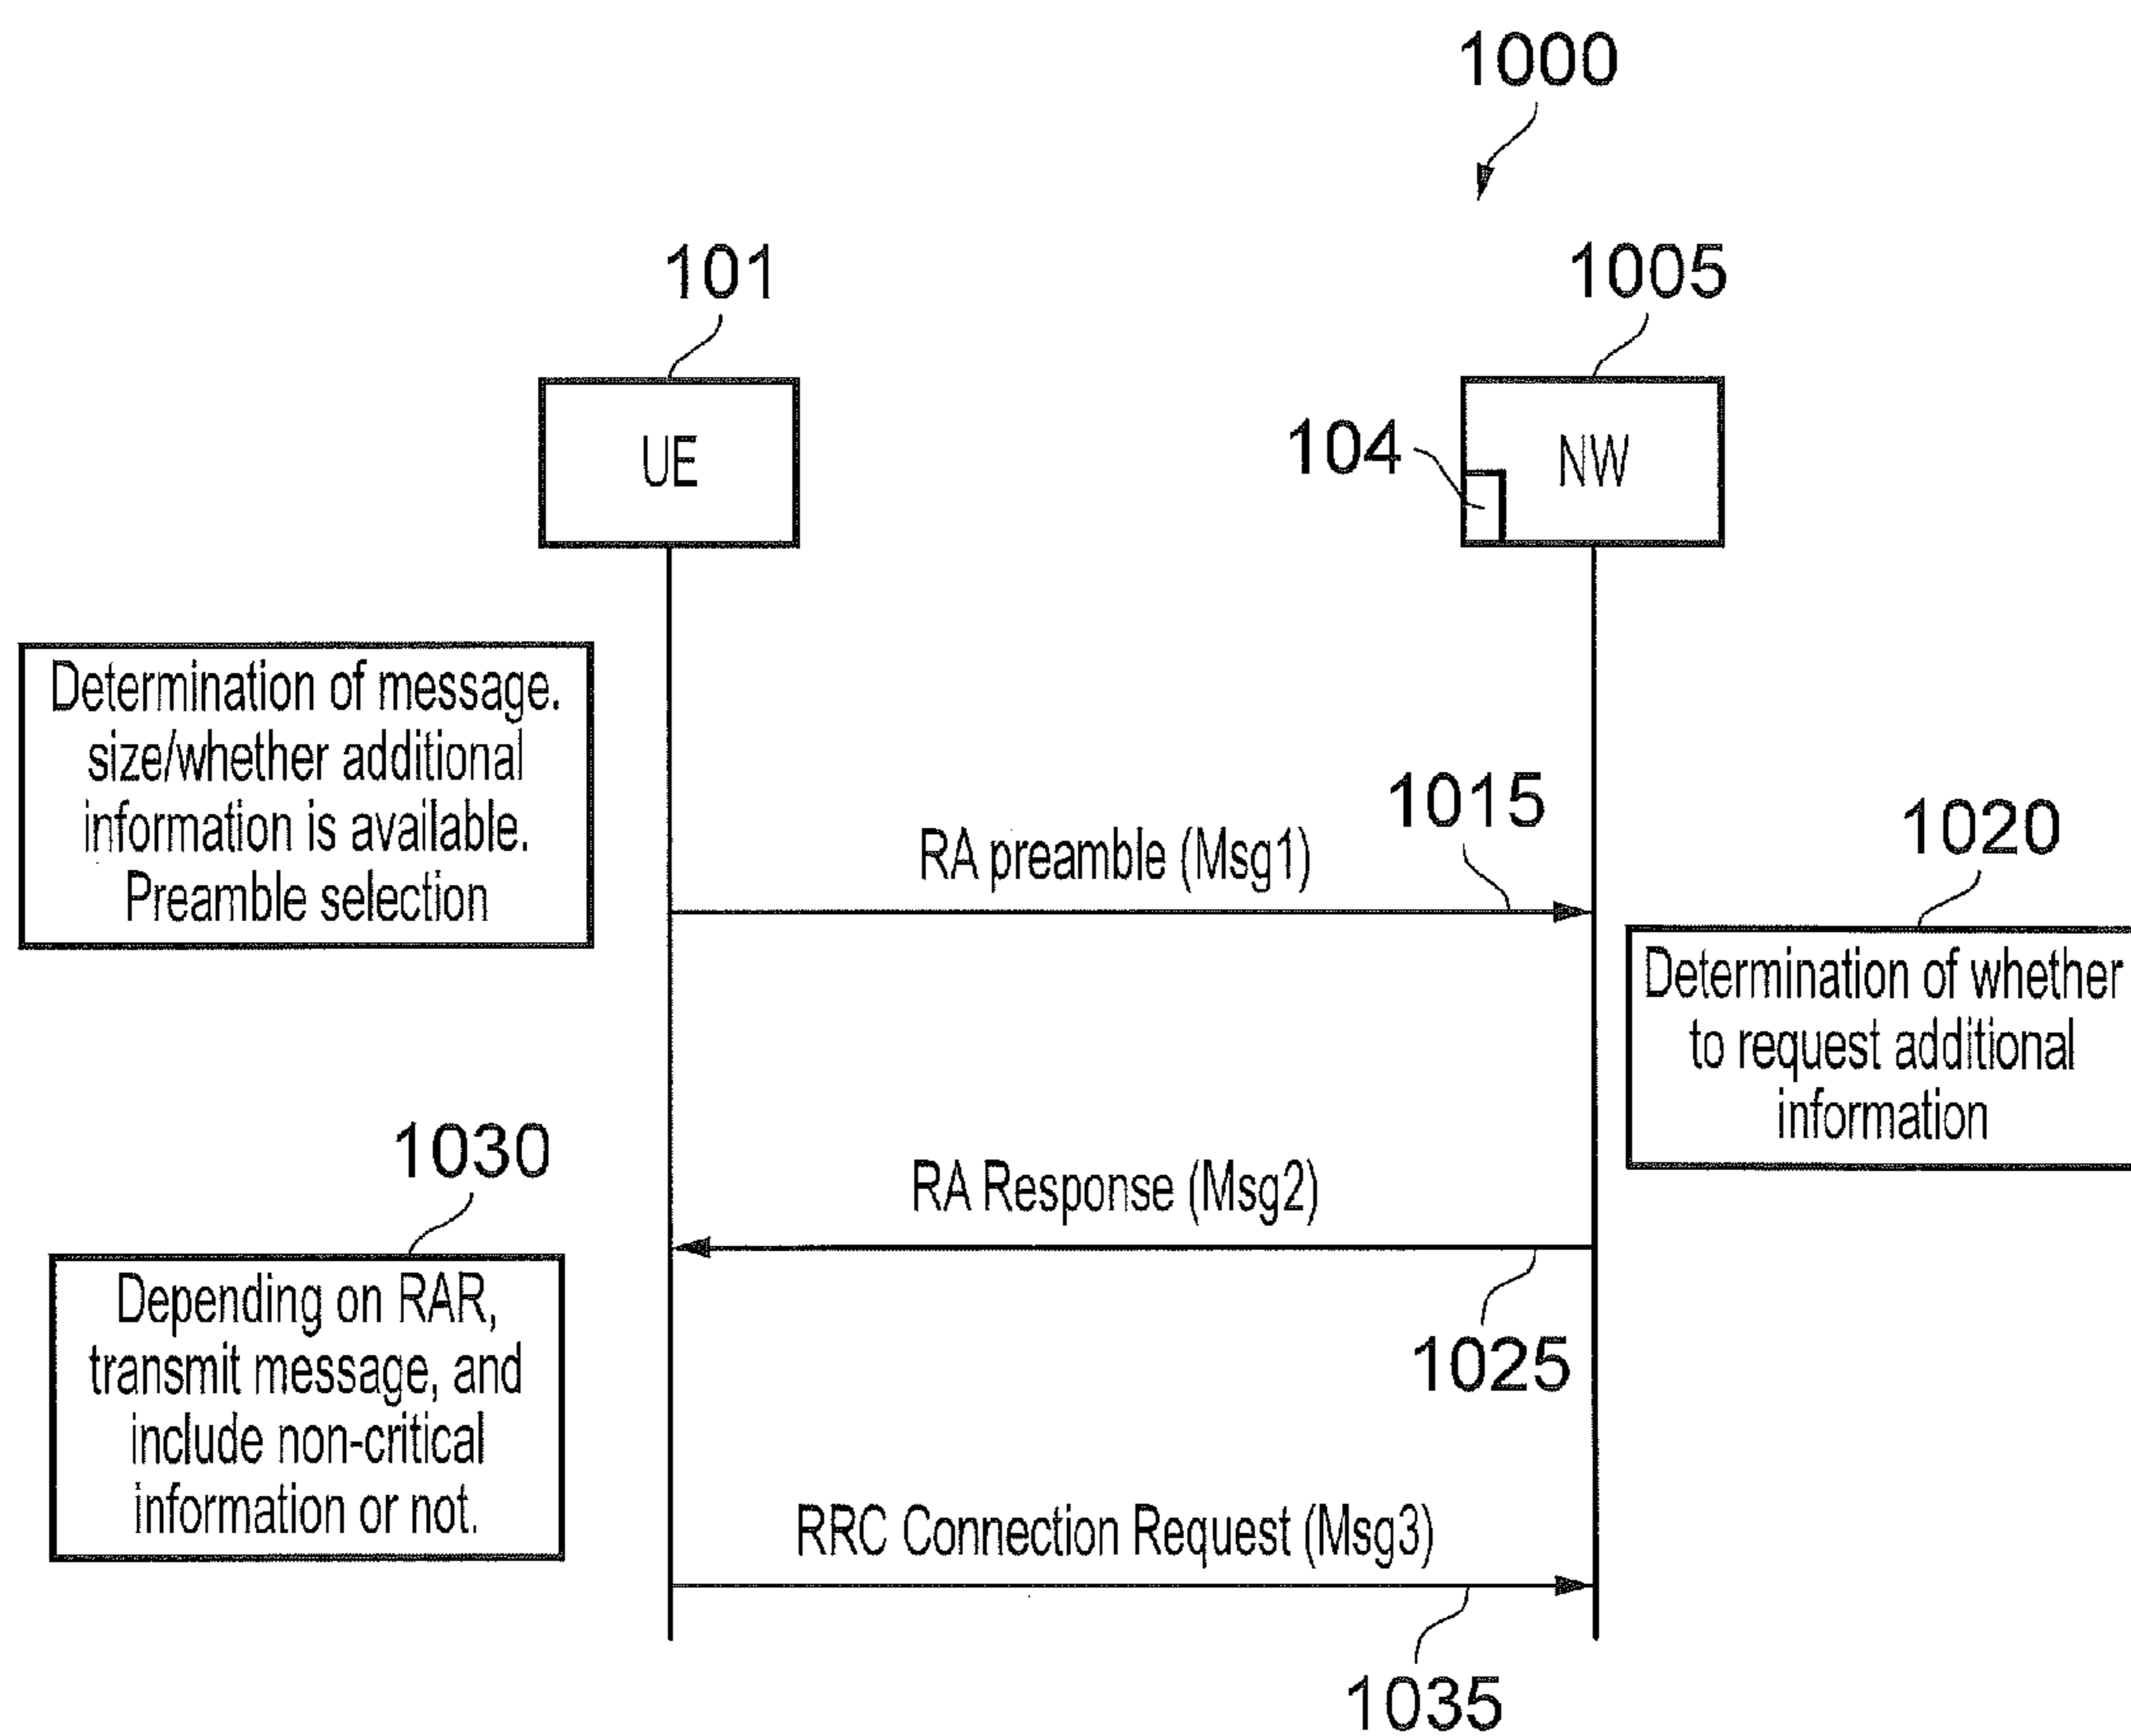 1000
101
1005
UE
104
NW
Determination of message.
size/whether additional
information is available.
Preamble selection
1015
RA preamble (Msg1)
1020
Determination of whether
to request additional
information
1030
RA Response (Msg2)
1025
Depending on RAR,
transmit message, and
include non-critical
information or not.
RRC Connection Request (Msg3)
1035